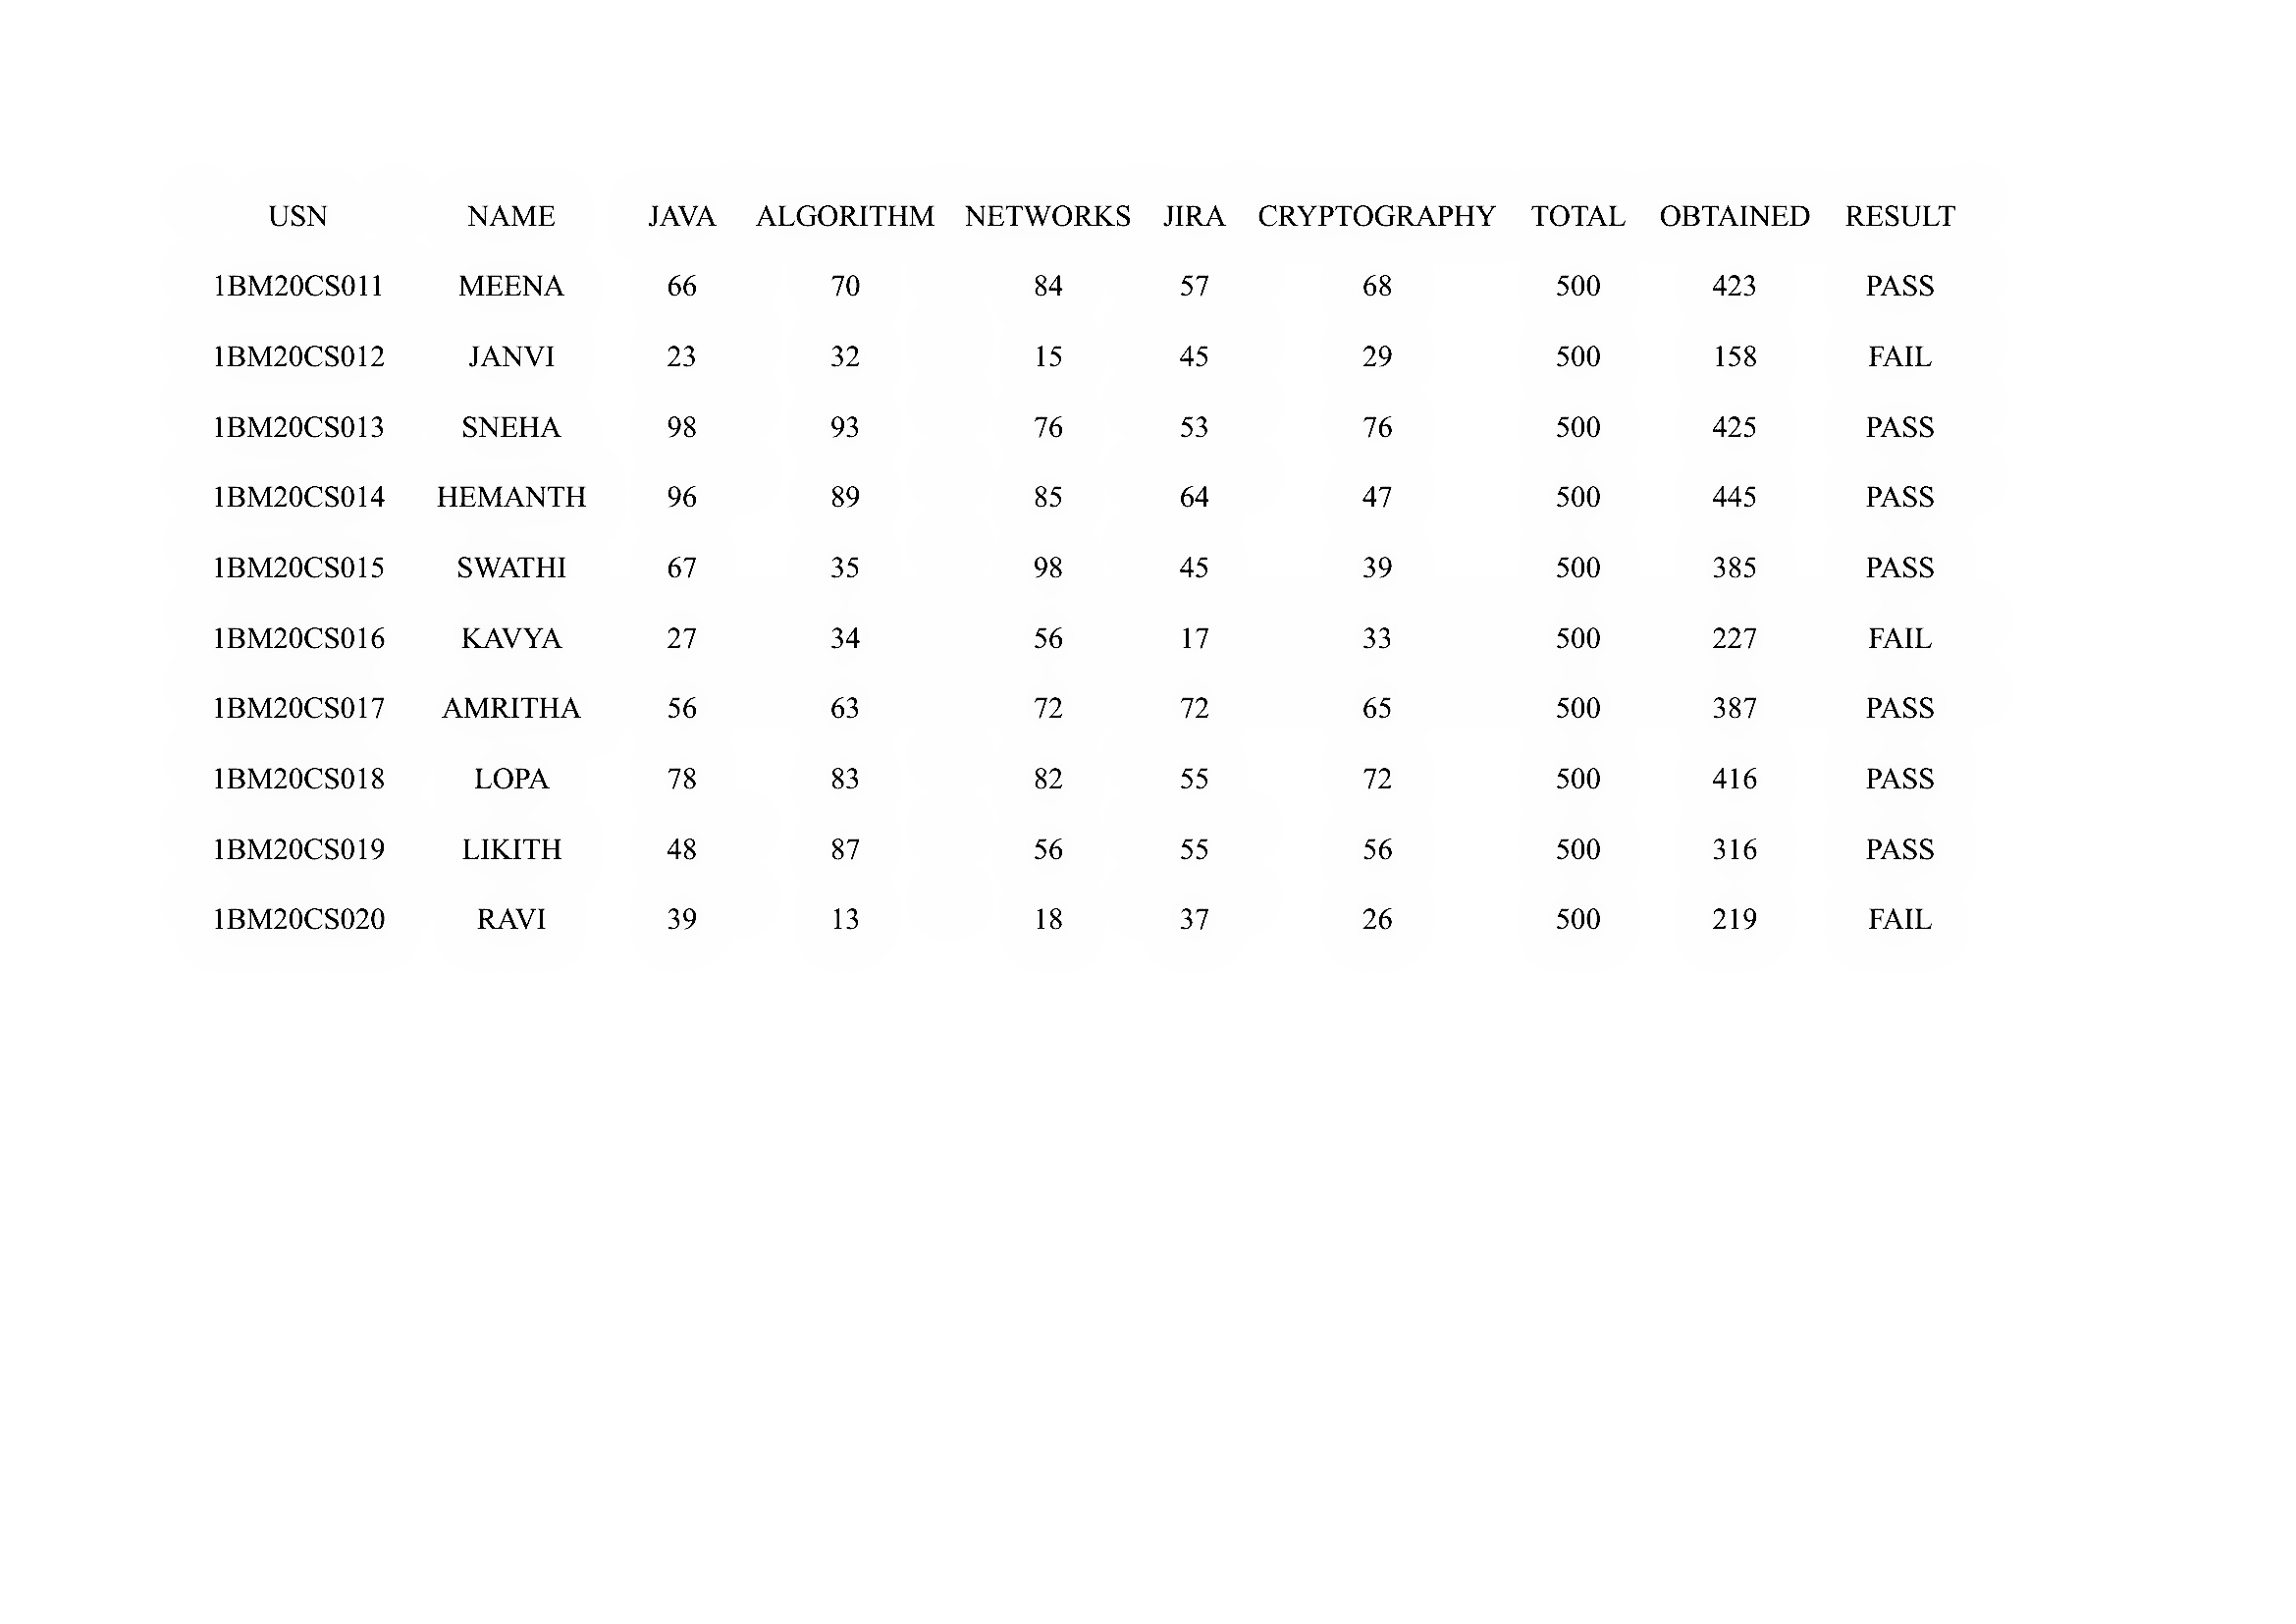 USN NAME JAVA ALGORITHM NETWORKS JIRA CRYPTOGRAPHY TOTAL OBTAINED RESULT
1BM20CS011 MEENA 66 70 84 57 68 500 423 PASS
1BM20CS012 JANVI 23 32 15 45 29 500 158 FAIL
1BM20CS013 SNEHA 98 93 76 53 76 500 425 PASS
1BM20CS014 HEMANTH 96 89 85 64 47 500 445 PASS
1BM20CS015 SWATHI 67 35 98 45 39 500 385 PASS
1BM20CS016 KAVYA 27 34 56 17 33 500 227 FAIL
1BM20CS017 AMRITHA 56 63 72 72 65 500 387 PASS
1BM20CS018 LOPA 78 83 82 55 72 500 416 PASS
1BM20CS019 LIKITH 48 87 56 55 56 500 316 PASS
1BM20CS020 RAVI 39 13 18 37 26 500 219 FAIL